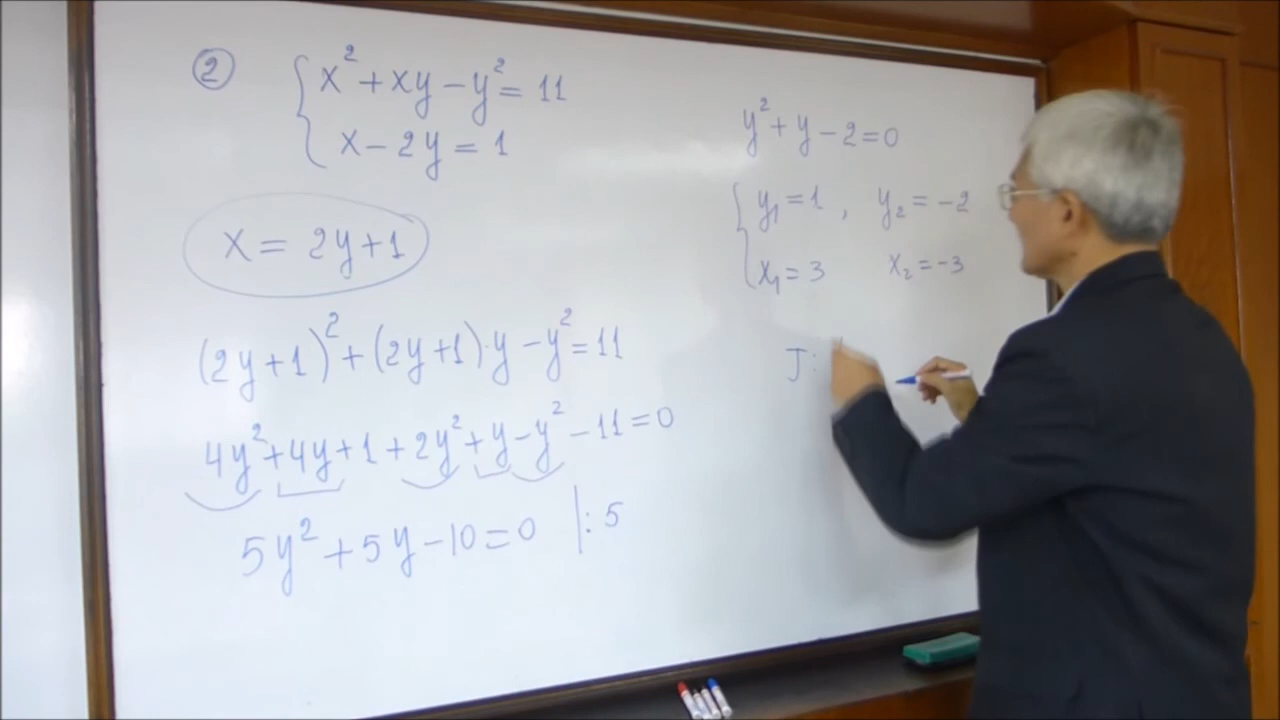 ②
x² + xy - y² = 11
x - 2y = 1
x = 2y + 1
(2y + 1)² + (2y + 1) · y - y² = 11
4y² + 4y + 1 + 2y² + y - y² - 11 = 0
5y² + 5y - 10 = 0 | : 5
y² + y - 2 = 0
y₁ = 1 , y₂ = -2
x₁ = 3 x₂ = -3
J: